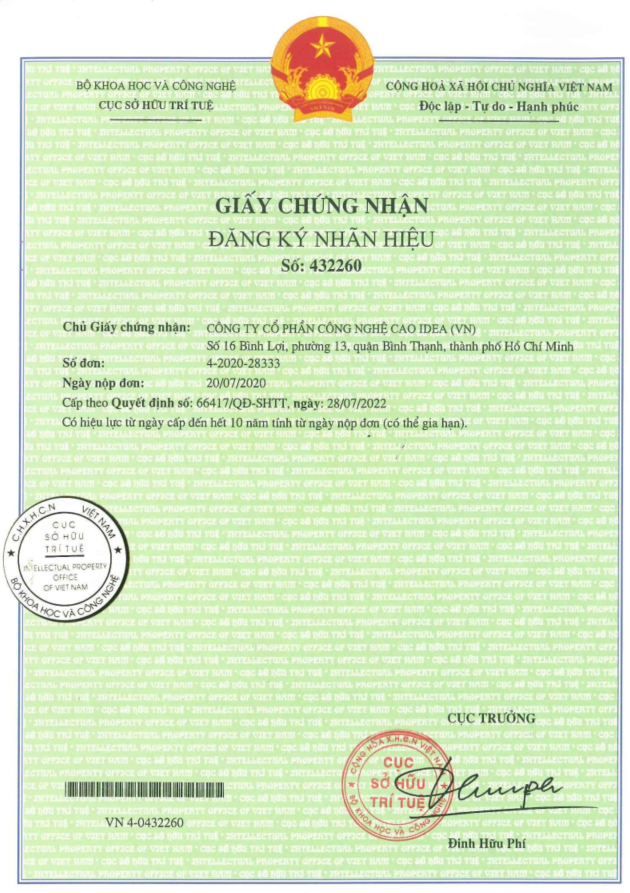 BỘ KHOA HỌC VÀ CÔNG NGHỆ
CỤC SỞ HỮU TRÍ TUỆ
CỘNG HOÀ XÃ HỘI CHỦ NGHĨA VIỆT NAM
Độc lập - Tự do - Hạnh phúc
GIẤY CHỨNG NHẬN
ĐĂNG KÝ NHÃN HIỆU
Số: 432260
Chủ Giấy chứng nhận: CÔNG TY CỔ PHẦN CÔNG NGHỆ CAO IDEA (VN)
Số 16 Bình Lợi, phường 13, quận Bình Thạnh, thành phố Hồ Chí Minh
Số đơn: 4-2020-28333
Ngày nộp đơn: 20/07/2020
Cấp theo Quyết định số: 66417/QĐ-SHTT, ngày: 28/07/2022
Có hiệu lực từ ngày cấp đến hết 10 năm tính từ ngày nộp đơn (có thể gia hạn).
C.H.X.H.C.N VIỆT NAM
CỤC
SỞ HỮU
TRÍ TUỆ
INTELLECTUAL PROPERTY
OFFICE
OF VIET NAM
BỘ KHOA HỌC VÀ CÔNG NGHỆ
CỤC TRƯỞNG
CỘNG HÒA X.H.C.N VIỆT NAM
CỤC
SỞ HỮU
TRÍ TUỆ
BỘ KHOA HỌC VÀ CÔNG NGHỆ
VN 4-0432260
Đinh Hữu Phí